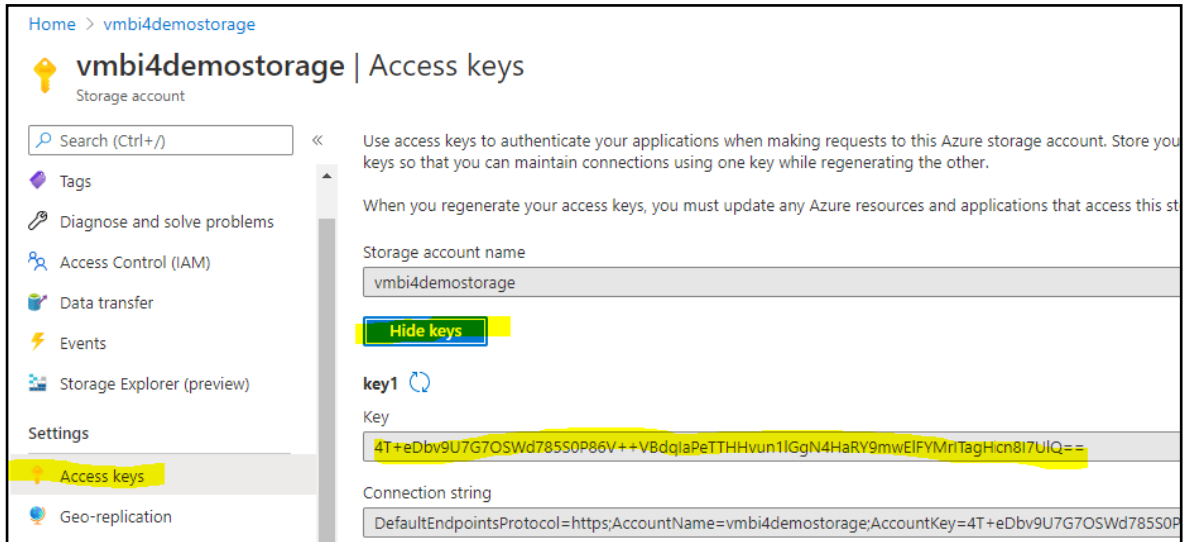 Home > vmbi4demostorage
vmbi4demostorage | Access keys
Storage account
Search (Ctrl+/)
«
Tags
Diagnose and solve problems
Access Control (IAM)
Data transfer
Events
Storage Explorer (preview)
Settings
Access keys
Geo-replication
Use access keys to authenticate your applications when making requests to this Azure storage account. Store you
keys so that you can maintain connections using one key while regenerating the other.
When you regenerate your access keys, you must update any Azure resources and applications that access this st
Storage account name
vmbi4demostorage
Hide keys
key1
Key
4T+eDbv9U7G7OSWd785S0P86V++VBdqIaPeTTHHvun1lGgN4HaRY9mwElFYMrITagHcn8I7UlQ==
Connection string
DefaultEndpointsProtocol=https;AccountName=vmbi4demostorage;AccountKey=4T+eDbv9U7G7OSWd785S0P